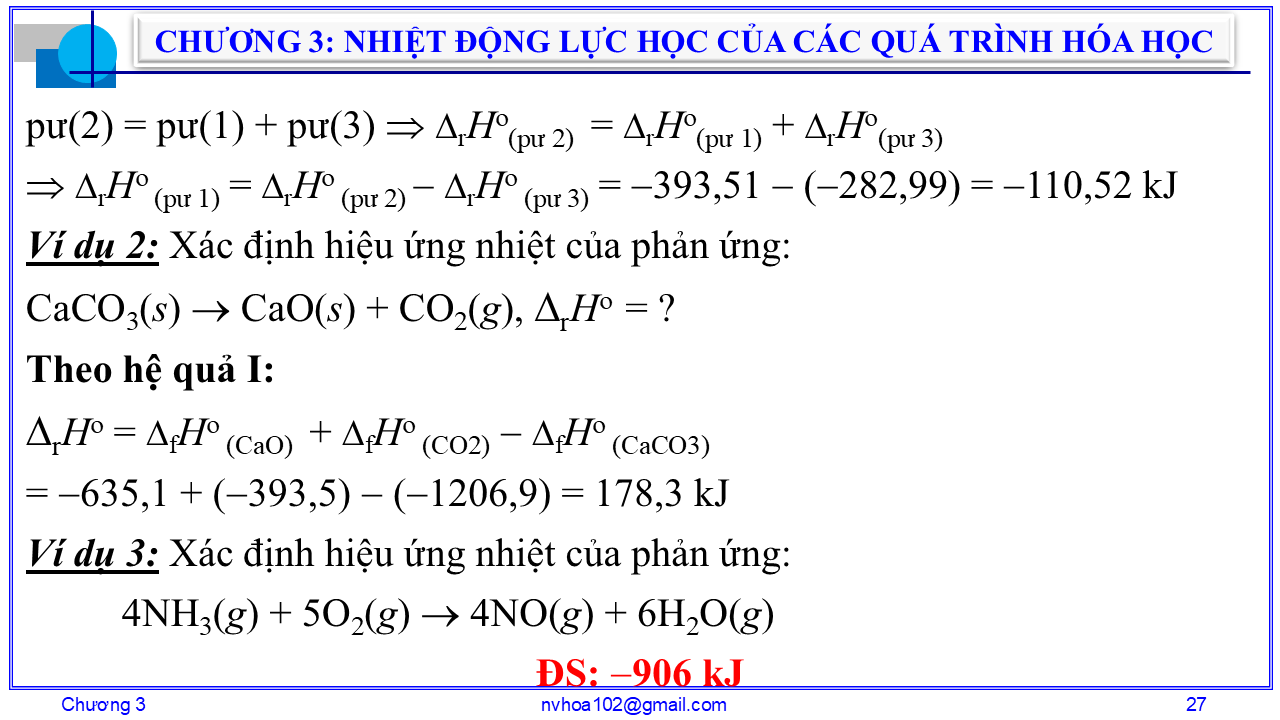 CHƯƠNG 3: NHIỆT ĐỘNG LỰC HỌC CỦA CÁC QUÁ TRÌNH HÓA HỌC
pư(2) = pư(1) + pư(3) ⇒ ΔrHº(pư 2) = ΔrHº(pư 1) + ΔrHº(pư 3)
⇒ ΔrHº (pư 1) = ΔrHº (pư 2) – ΔrHº (pư 3) = –393,51 – (–282,99) = –110,52 kJ
Ví dụ 2: Xác định hiệu ứng nhiệt của phản ứng:
CaCO₃(s) → CaO(s) + CO₂(g), ΔrHº = ?
Theo hệ quả I:
ΔrHº = ΔfHº (CaO) + ΔfHº (CO2) – ΔfHº (CaCO3)
= –635,1 + (–393,5) – (–1206,9) = 178,3 kJ
Ví dụ 3: Xác định hiệu ứng nhiệt của phản ứng:
4NH₃(g) + 5O₂(g) → 4NO(g) + 6H₂O(g)
ĐS: –906 kJ
Chương 3 nvhoa102@gmail.com 27